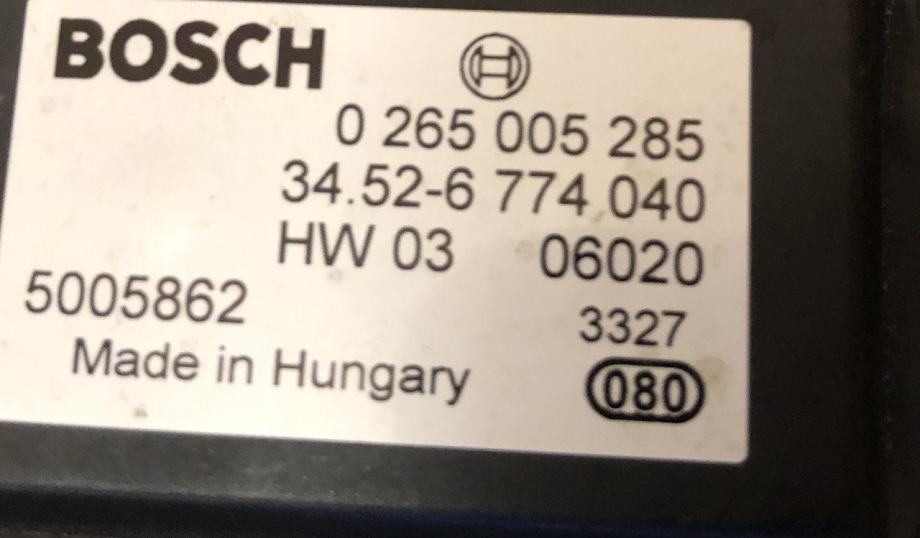 BOSCH
0 265 005 285
34.52-6 774 040
HW 03 06020
5005862 3327
Made in Hungary 080